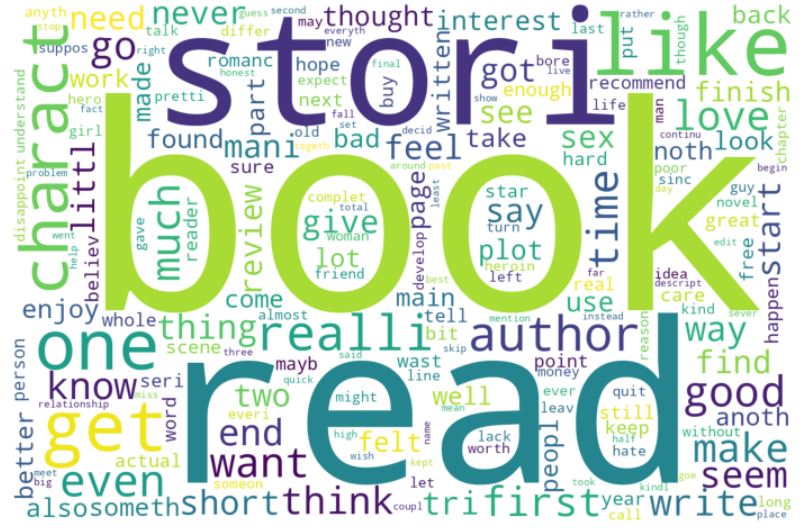 anyth
need
never
guess
second
rather
though
stop
everyth
may
thought
interest
last
back
suppos
go
talk
right
differ
new
put
work
made
romanc
hope
buy
got
bore
live
recommend
finish
stori
like
charact
pretti
honest
expect
final
enough
written
hero
girl
fact
part
next
fall
see
show
life
love
understand
disappoint
found
mani
old
set
bad
feel
decid
take
sex
hard
noth
look
man
continu
problem
littl
sure
togeth
around
past
poor
sinc
chapter
begin
believ
book
went
help
much
reader
gave
review
complet
total
give
woman
lot
friend
star
page
least
say
turn
plot
heroin
left
time
guy
novel
day
great
free
edit
start
happen
enjoy
whole
come
almost
develop
best
main
tell
far
real
use
idea
descript
care
kind
sever
one
thing
scene
three
realli
bit
said
mention
author
instead
reason
way
long
person
know
seri
mayb
wast
line
skip
point
money
find
good
relationship
miss
quick
two
might
well
ever
quit
anoth
better
get
word
everi
read
mean
leav
still
keep
without
end
high
felt
lack
worth
peopl
hate
half
make
actual
someon
want
wish
name
kept
let
even
meet
big
also
someth
short
think
coupl
tri
first
took
year
call
kindl
write
goe
seem
place